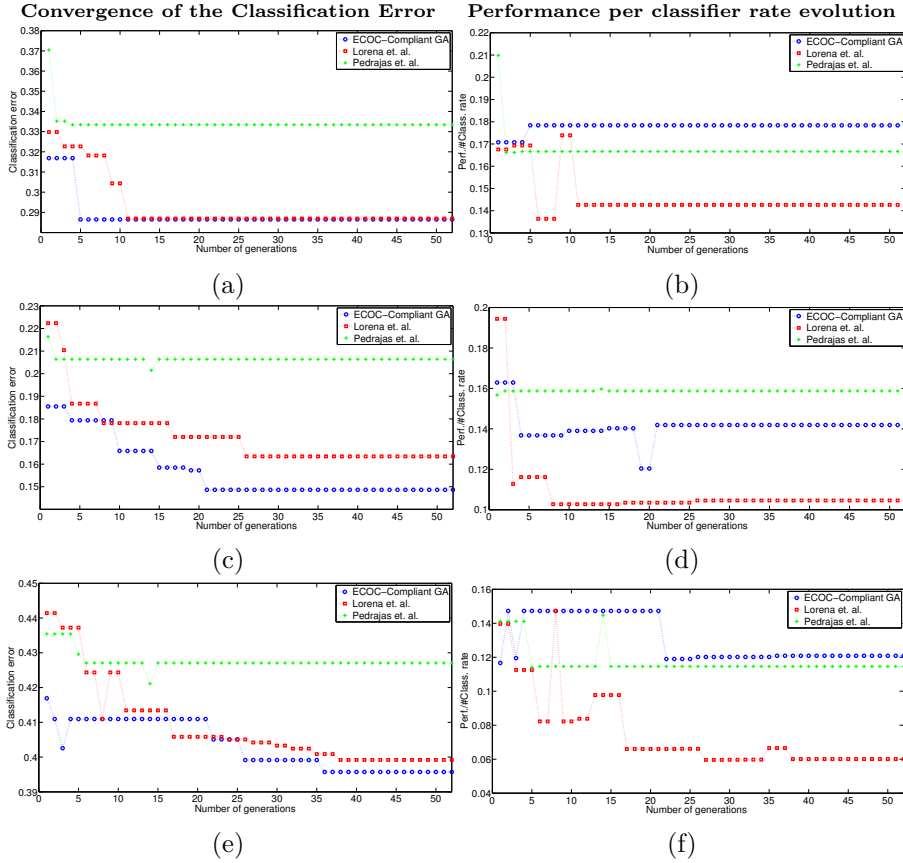 Convergence of the Classification Error
Performance per classifier rate evolution
0.38
0.37
0.36
0.35
0.34
0.33
0.32
0.31
0.3
0.29
Classification error
ECOC-Compliant GA
Lorena et. al.
Pedrajas et. al.
0 5 10 15 20 25 30 35 40 45 50
Number of generations
(a)
0.22
0.21
0.2
0.19
0.18
0.17
0.16
0.15
0.14
0.13
Perf./#Class. rate
ECOC-Compliant GA
Lorena et. al.
Pedrajas et. al.
0 5 10 15 20 25 30 35 40 45 50
Number of generations
(b)
0.23
0.22
0.21
0.2
0.19
0.18
0.17
0.16
0.15
0.14
Classification error
ECOC-Compliant GA
Lorena et. al.
Pedrajas et. al.
0 5 10 15 20 25 30 35 40 45 50
Number of generations
(c)
0.2
0.18
0.16
0.14
0.12
0.1
Perf./#Class. rate
ECOC-Compliant GA
Lorena et. al.
Pedrajas et. al.
0 5 10 15 20 25 30 35 40 45 50
Number of generations
(d)
0.45
0.44
0.43
0.42
0.41
0.4
0.39
Classification error
ECOC-Compliant GA
Lorena et. al.
Pedrajas et. al.
0 5 10 15 20 25 30 35 40 45 50
Number of generations
(e)
0.16
0.14
0.12
0.1
0.08
0.06
0.04
Perf./#Class. rate
ECOC-Compliant GA
Lorena et. al.
Pedrajas et. al.
0 5 10 15 20 25 30 35 40 45 50
Number of generations
(f)